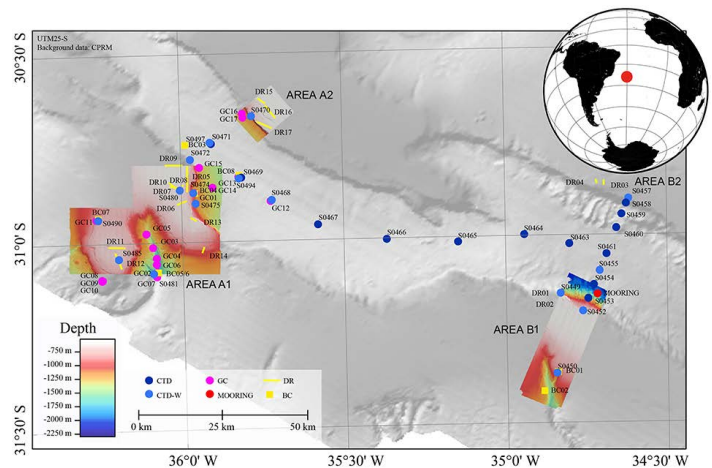 UTM25-S
Background data: CPRM
30°30' S
31°0' S
31°30' S
36°0' W
35°30' W
34°0' W
34°30' W
AREA A2
DR15
GC16
S0470
DR16
GC17
DR17
S0497
S0471
BC03
S0472
DR09
GC15
DR05
BC08
S0469
DR10
DR08
S0474
GC13
S0494
DR07
BC04
GC14
S0480
GC01
S0468
DR06
S0475
GC12
DR13
BC07
GC11
S0490
GC05
S0467
S0466
S0465
S0464
S0463
DR11
GC03
DR14
S0485
GC04
DR12
GC06
GC02
BC05/6
GC08
GC07
S0481
GC09
GC10
AREA A1
DR04
DR03
AREA B2
S0457
S0458
S0459
S0460
S0461
S0455
S0454
S0449
DR01
MOORING
DR02
S0453
S0452
AREA B1
S0450
BC01
BC02
Depth
-750 m
-1000 m
-1250 m
-1500 m
-1750 m
-2000 m
-2250 m
CTD
GC
DR
CTD-W
MOORING
BC
0 km
25 km
50 km